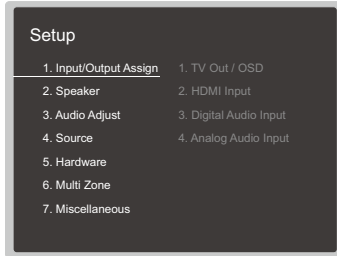 Setup
1. Input/Output Assign
1. TV Out / OSD
2. Speaker
2. HDMI Input
3. Audio Adjust
3. Digital Audio Input
4. Source
4. Analog Audio Input
5. Hardware
6. Multi Zone
7. Miscellaneous